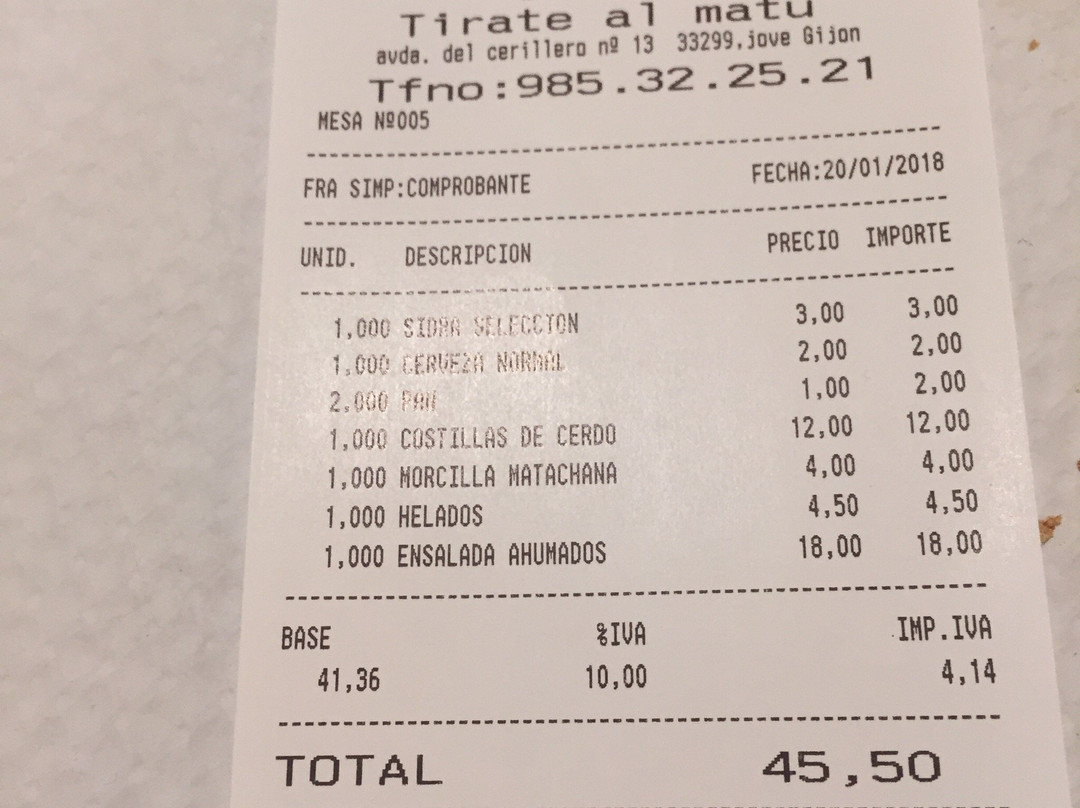 Tirate al matu
avda. del cerillero nº 13 33299,jove Gijon
Tfno:985.32.25.21
MESA Nº005
FRA SIMP:COMPROBANTE FECHA:20/01/2018
UNID. DESCRIPCION PRECIO IMPORTE
1,000 SIDRA SELECCION 3,00 3,00
1,000 CERVEZA NORMAL 2,00 2,00
2,000 PAN 1,00 2,00
1,000 COSTILLAS DE CERDO 12,00 12,00
1,000 MORCILLA MATACHANA 4,00 4,00
1,000 HELADOS 4,50 4,50
1,000 ENSALADA AHUMADOS 18,00 18,00
BASE %IVA IMP.IVA
41,36 10,00 4,14
TOTAL 45,50